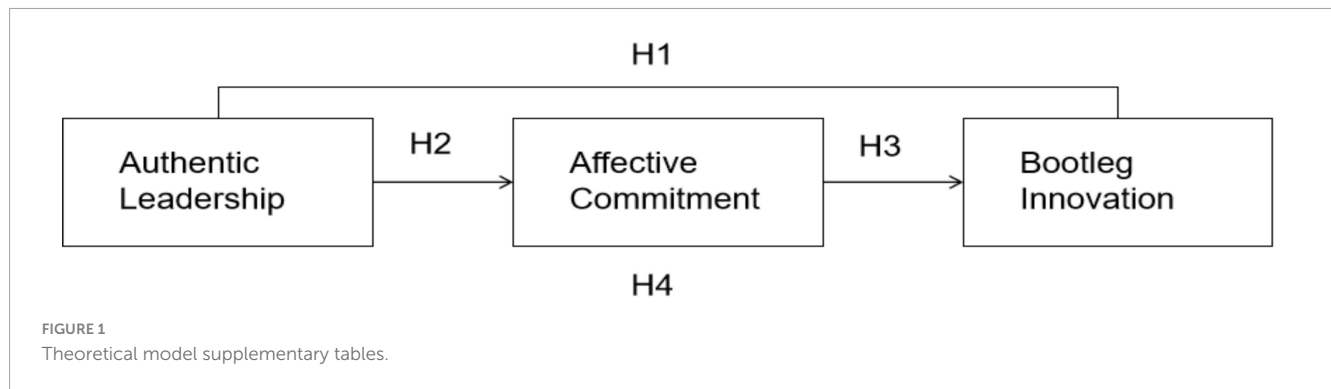 H1
Authentic
Leadership
H2
Affective
Commitment
H3
Bootleg
Innovation
H4
FIGURE 1
Theoretical model supplementary tables.